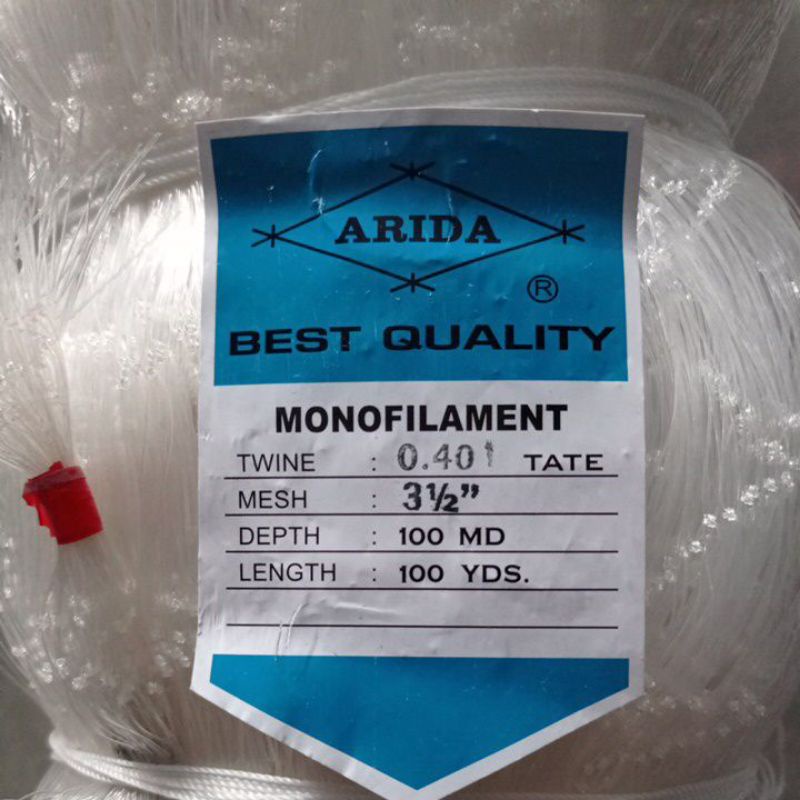 ARIDA
®
BEST QUALITY
MONOFILAMENT
TWINE : 0.40 TATE
MESH : 3½”
DEPTH : 100 MD
LENGTH : 100 YDS.